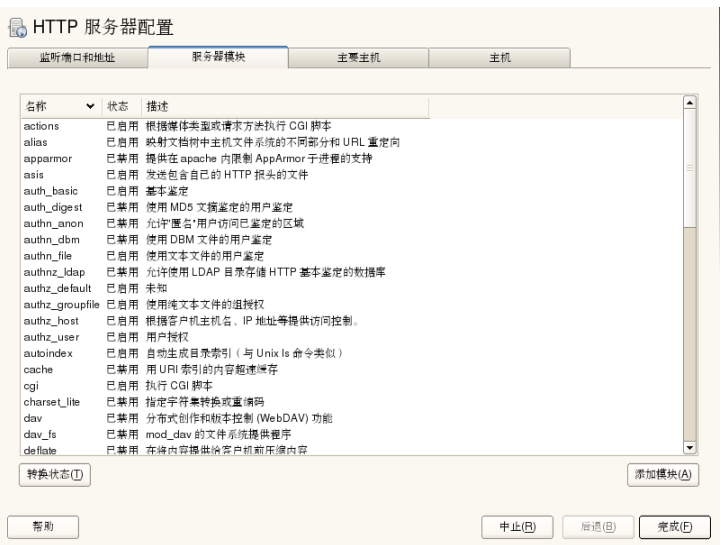 HTTP 服务器配置
监听端口和地址 服务器模块 主要主机 主机
名称 状态 描述
actions 已启用 根据媒体类型或请求方法执行 CGI 脚本
alias 已启用 映射文档树中主机文件系统的不同部分和 URL 重定向
apparmor 已禁用 提供在 apache 内限制 AppArmor 子进程的支持
asis 已启用 发送包含自己的 HTTP 报头的文件
auth_basic 已启用 基本鉴定
auth_digest 已禁用 使用 MD5 文摘鉴定的用户鉴定
authn_anon 已禁用 允许"匿名"用户访问已鉴定的区域
authn_dbm 已禁用 使用 DBM 文件的用户鉴定
authn_file 已启用 使用文本文件的用户鉴定
authnz_ldap 已禁用 允许使用 LDAP 目录存储 HTTP 基本鉴定的数据库
authz_default 已启用 未知
authz_groupfile 已启用 使用纯文本文件的组授权
authz_host 已启用 根据客户机主机名、IP 地址等提供访问控制。
authz_user 已启用 用户授权
autoindex 已启用 自动生成目录索引（与 Unix ls 命令类似）
cache 已禁用 用 URI 索引的内容超速缓存
cgi 已启用 执行 CGI 脚本
charset_lite 已禁用 指定字符集转换或重编码
dav 已禁用 分布式创作和版本控制 (WebDAV) 功能
dav_fs 已禁用 mod_dav 的文件系统提供程序
deflate 已禁用 在将内容提供给客户机前压缩内容
转换状态(T) 添加模块(A)
帮助 中止(R) 后退(B) 完成(F)